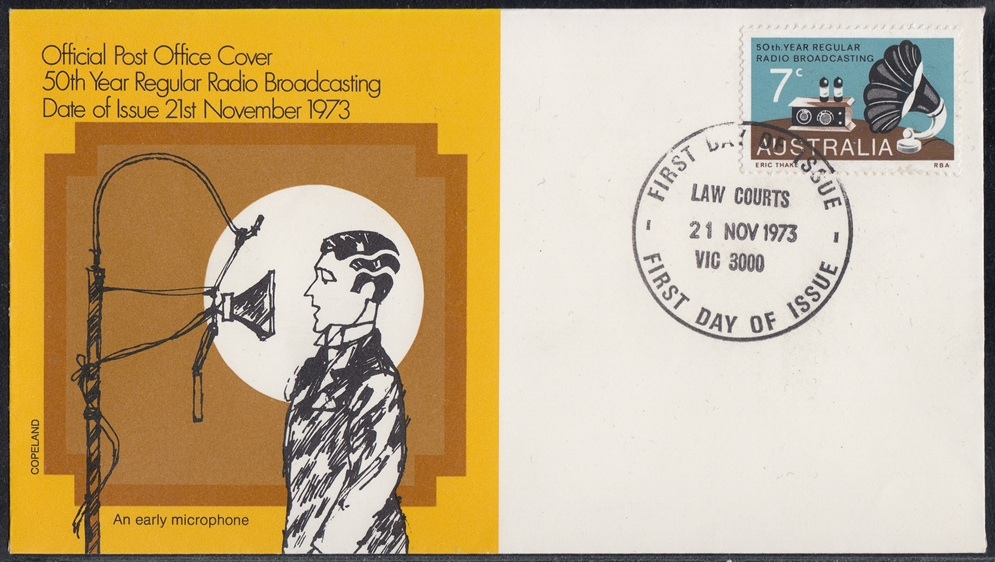 Official Post Office Cover
50th Year Regular Radio Broadcasting
Date of Issue 21st November 1973
COPELAND
An early microphone
50th. YEAR REGULAR
RADIO BROADCASTING
7c
AUSTRALIA
ERIC THAKE
RBA
FIRST DAY OF ISSUE
LAW COURTS
21 NOV 1973
VIC 3000
FIRST DAY OF ISSUE